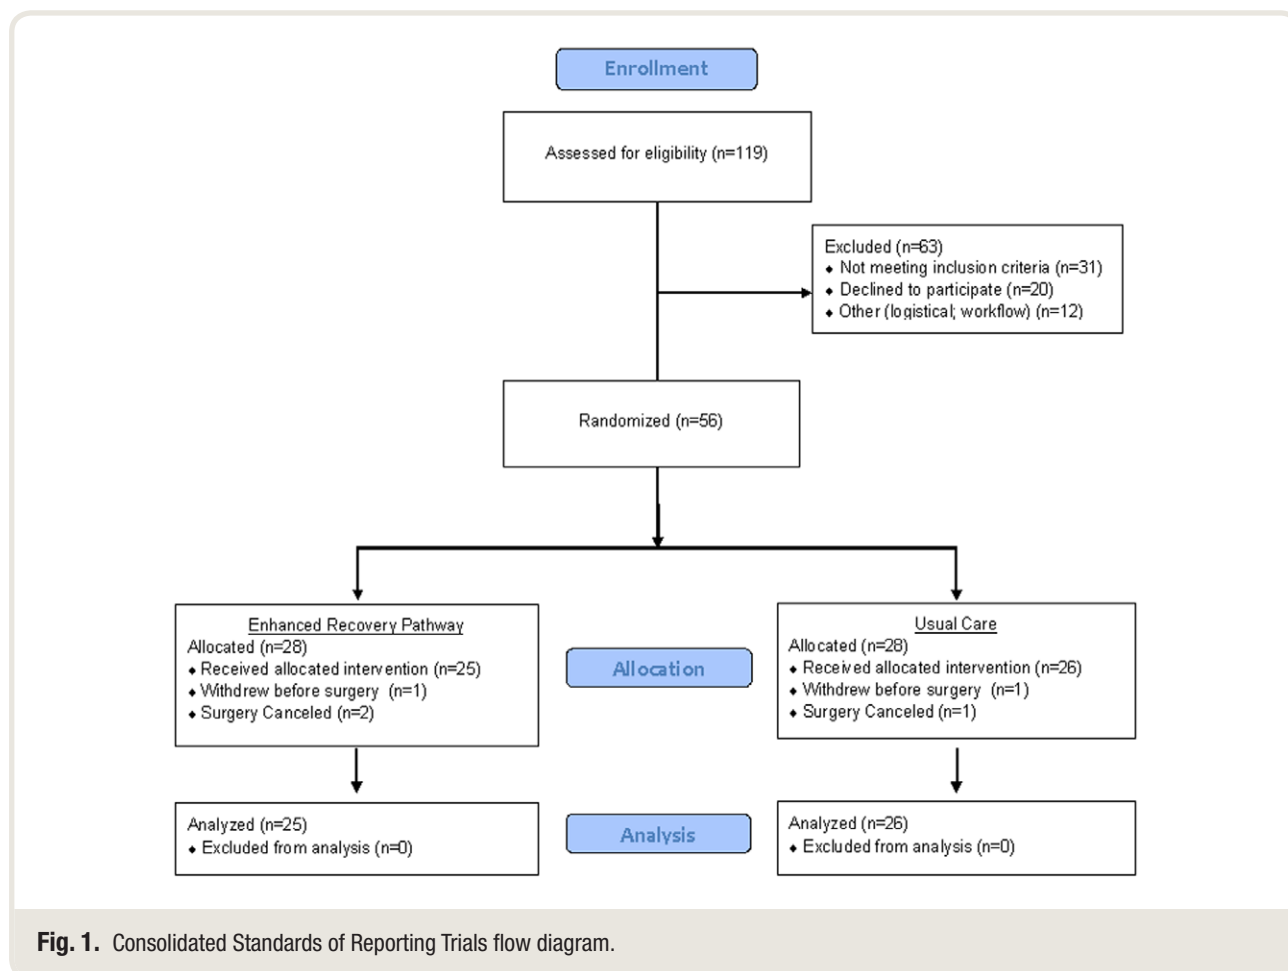 Enrollment
Assessed for eligibility (n=119)
Excluded (n=63)
♦ Not meeting inclusion criteria (n=31)
♦ Declined to participate (n=20)
♦ Other (logistical; workflow) (n=12)
Randomized (n=56)
Enhanced Recovery Pathway
Allocated (n=28)
♦ Received allocated intervention (n=25)
♦ Withdrew before surgery (n=1)
♦ Surgery Canceled (n=2)
Allocation
Usual Care
Allocated (n=28)
♦ Received allocated intervention (n=26)
♦ Withdrew before surgery (n=1)
♦ Surgery Canceled (n=1)
Analyzed (n=25)
♦ Excluded from analysis (n=0)
Analysis
Analyzed (n=26)
♦ Excluded from analysis (n=0)
Fig. 1. Consolidated Standards of Reporting Trials flow diagram.